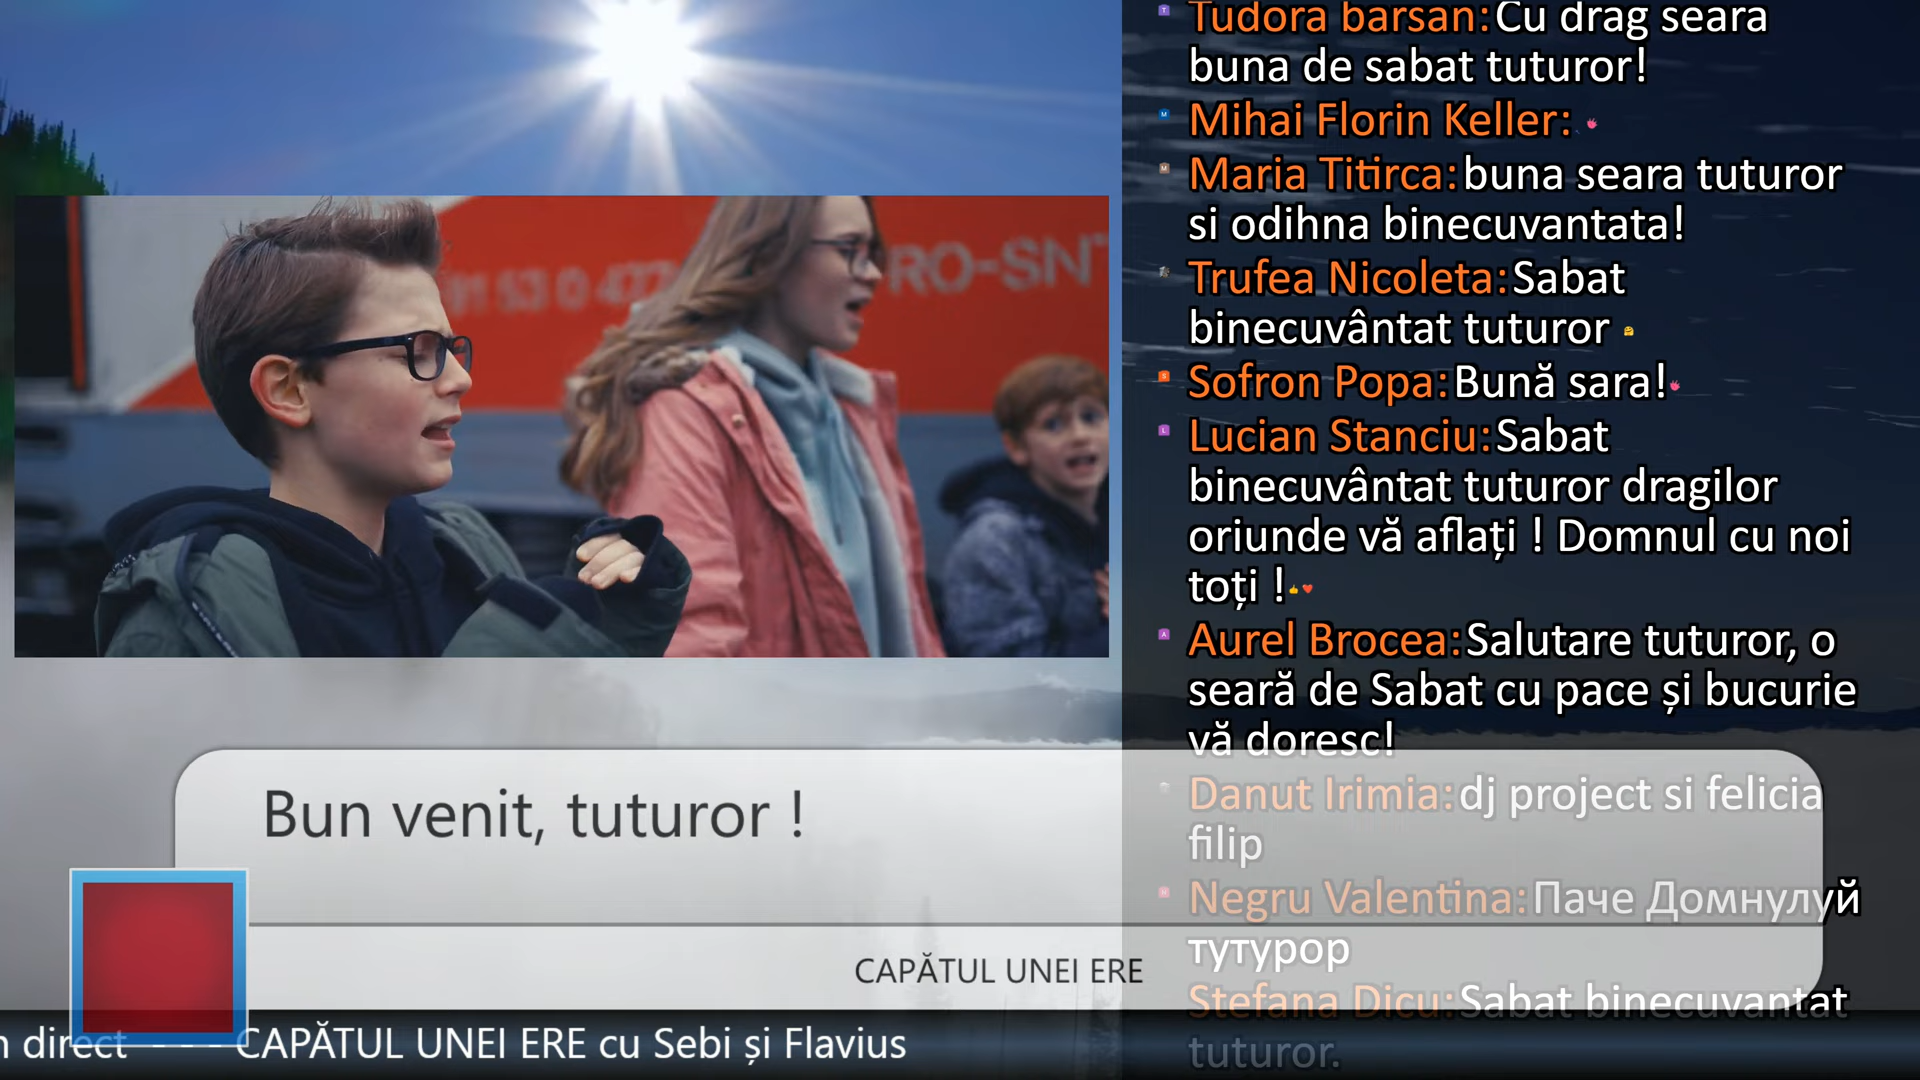 Tudora barsan:Cu drag seara
buna de sabat tuturor!
Mihai Florin Keller:
Maria Titirca:buna seara tuturor
si odihna binecuvantata!
Trufea Nicoleta:Sabat
binecuvântat tuturor
Sofron Popa:Bună sara!
Lucian Stanciu:Sabat
binecuvântat tuturor dragilor
oriunde vă aflați ! Domnul cu noi
toți !
Aurel Brocea:Salutare tuturor, o
seară de Sabat cu pace și bucurie
vă doresc!
Danut Irimia:dj project si felicia
filip
Negru Valentina:Паче Домнулуй
тутурор
Stefana Dicu:Sabat binecuvantat
tuturor.
RO-SN
Bun venit, tuturor !
CAPĂTUL UNEI ERE
direct - - - CAPĂTUL UNEI ERE cu Sebi și Flavius